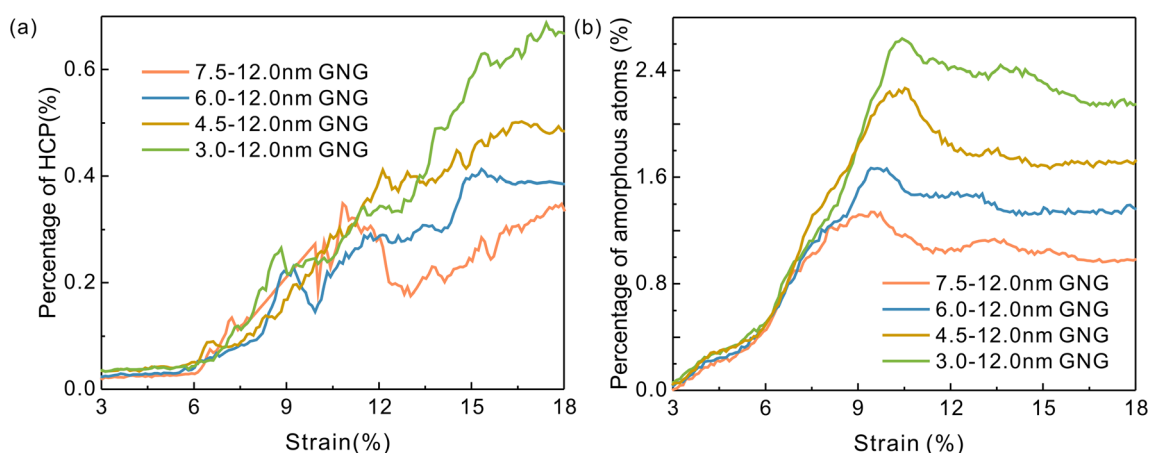 (a)
Percentage of HCP(%)
0.6
0.4
0.2
0.0
7.5-12.0nm GNG
6.0-12.0nm GNG
4.5-12.0nm GNG
3.0-12.0nm GNG
3 6 9 12 15 18
Strain(%)
(b)
Percentage of amorphous atoms (%)
2.4
1.6
0.8
0.0
7.5-12.0nm GNG
6.0-12.0nm GNG
4.5-12.0nm GNG
3.0-12.0nm GNG
3 6 9 12 15 18
Strain (%)